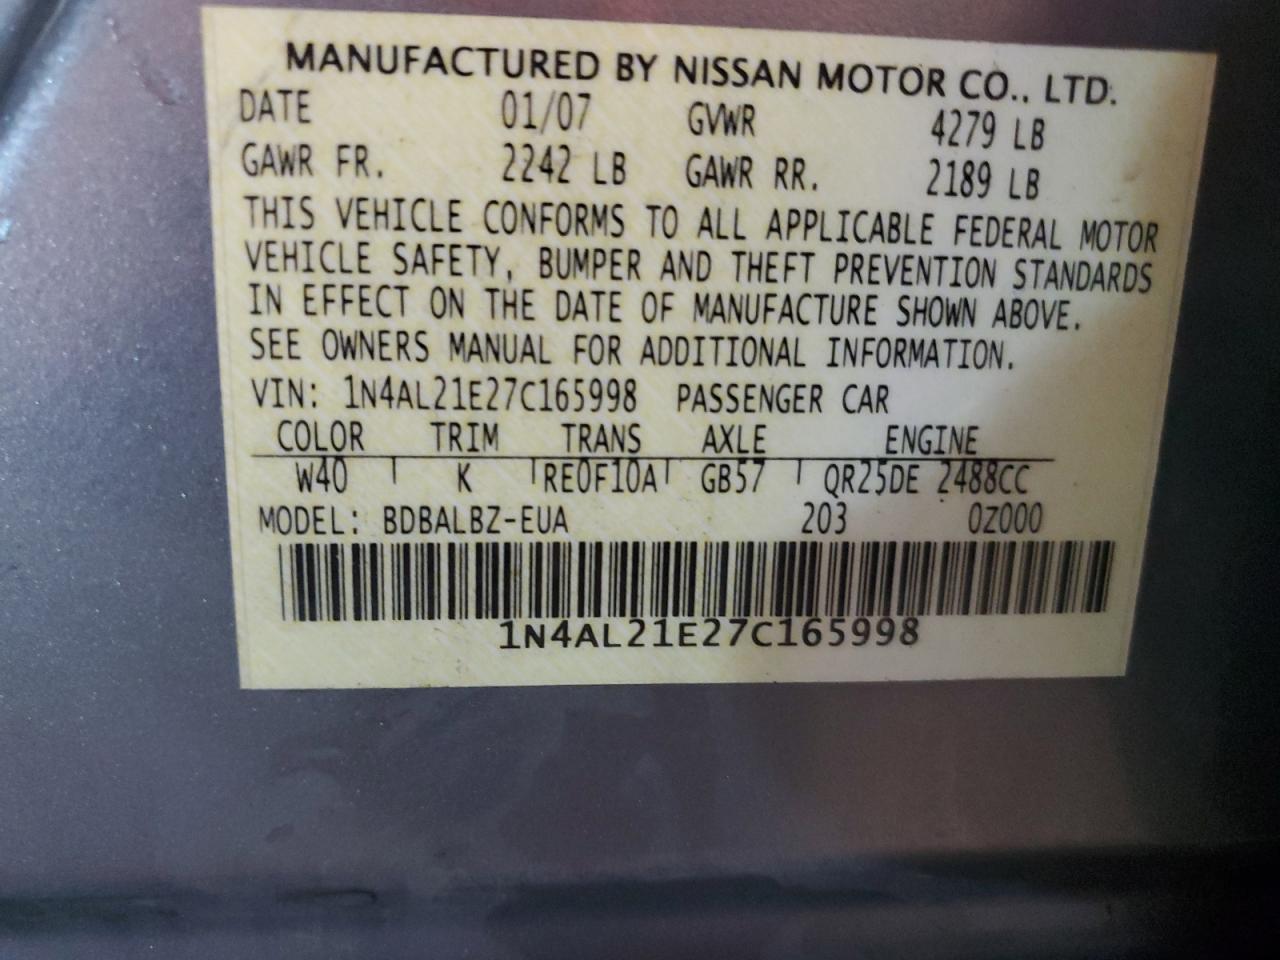 MANUFACTURED BY NISSAN MOTOR CO., LTD.
DATE 01/07 GVWR 4279 LB
GAWR FR. 2242 LB GAWR RR. 2189 LB
THIS VEHICLE CONFORMS TO ALL APPLICABLE FEDERAL MOTOR
VEHICLE SAFETY, BUMPER AND THEFT PREVENTION STANDARDS
IN EFFECT ON THE DATE OF MANUFACTURE SHOWN ABOVE.
SEE OWNERS MANUAL FOR ADDITIONAL INFORMATION.
VIN: 1N4AL21E27C165998 PASSENGER CAR
COLOR TRIM TRANS AXLE ENGINE
W40 K RE0F10A GB57 QR25DE 2488CC
MODEL: BDBALBZ-EUA 203 0Z000
1N4AL21E27C165998